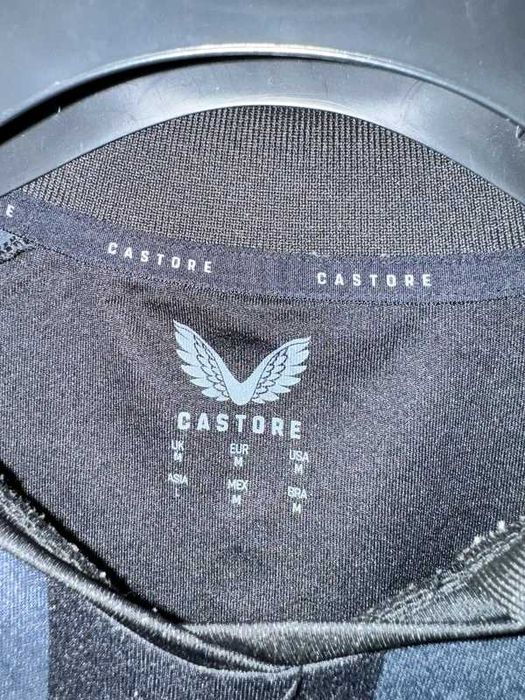 E
CASTORE CASTORE
CASTORE
UK EUR USA
M M M
ASIA MEX BRA
L M M